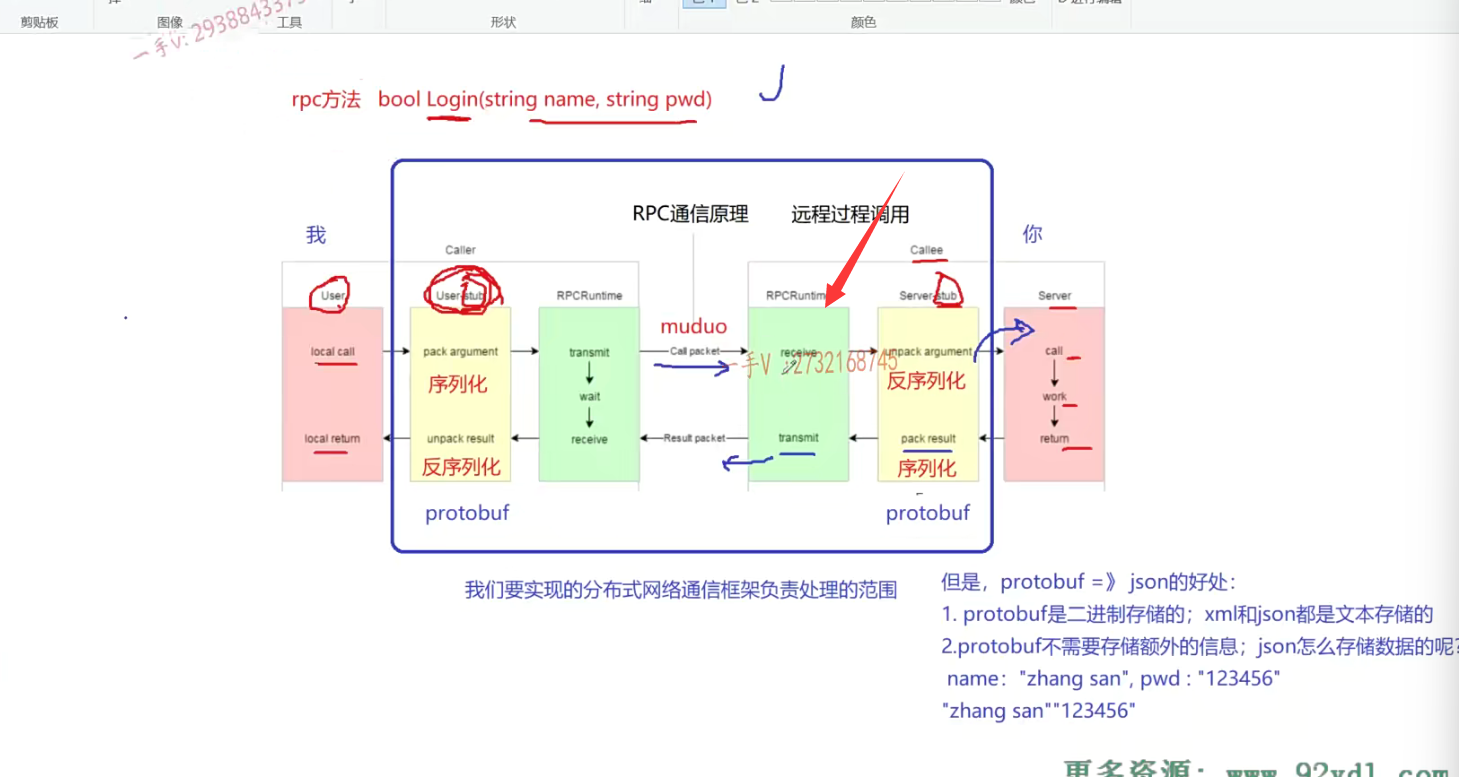 剪贴板 图像 工具 形状 颜色
一手V: 293884337
rpc方法 bool Login(string name, string pwd)
RPC通信原理 远程过程调用
我 你
Caller Callee
User User-stub RPCRuntime RPCRuntime Server-stub Server
muduo
local call pack argument transmit Call packet receive unpack argument call
一手V :2732168745
序列化 反序列化
wait work
local return unpack result receive Result packet transmit pack result return
反序列化 序列化
protobuf protobuf
我们要实现的分布式网络通信框架负责处理的范围
但是，protobuf =》 json的好处：
1. protobuf是二进制存储的；xml和json都是文本存储的
2.protobuf不需要存储额外的信息；json怎么存储数据的呢?
name："zhang san", pwd : "123456"
"zhang san""123456"
更多资源：www.92xdl.com